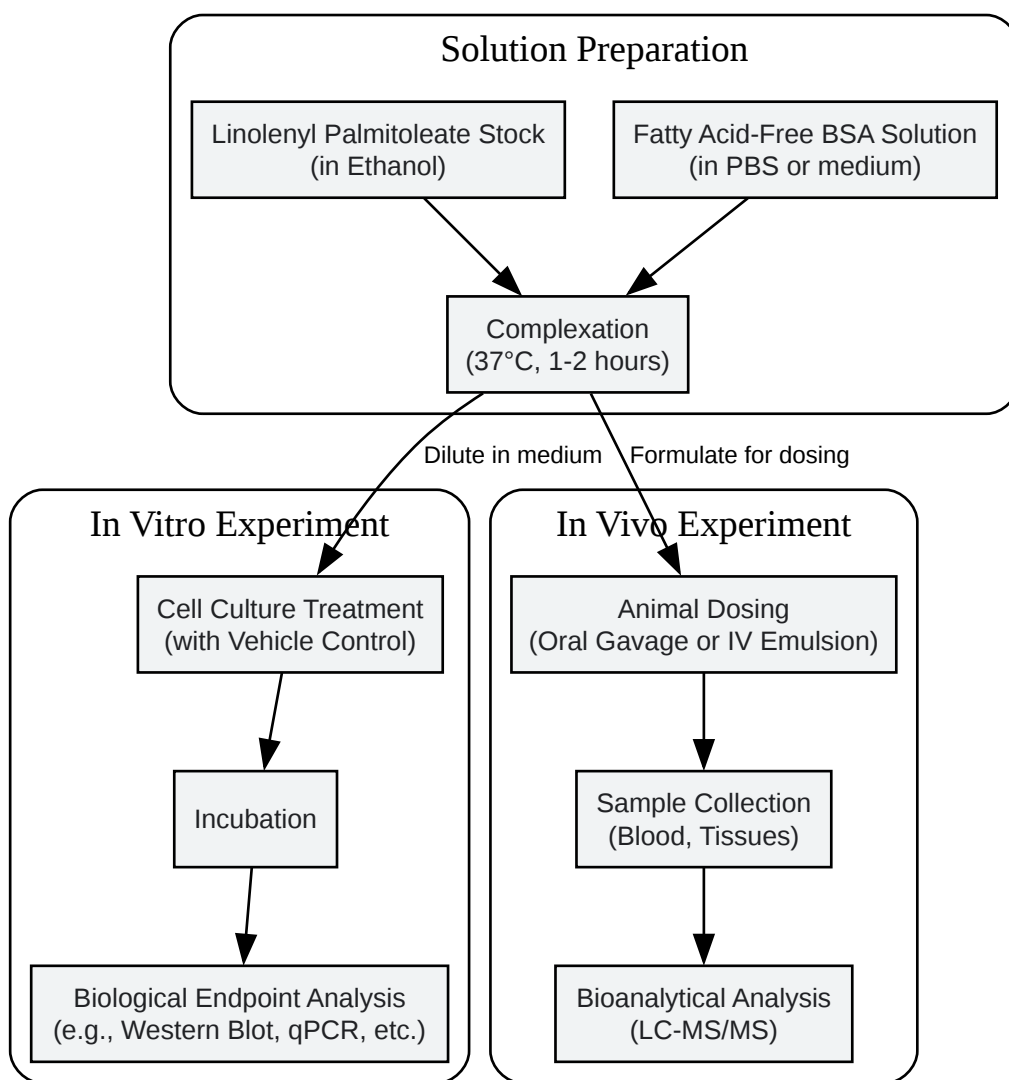 Solution Preparation
Linolenyl Palmitoleate Stock
(in Ethanol)
Fatty Acid-Free BSA Solution
(in PBS or medium)
Complexation
(37°C, 1-2 hours)
Dilute in medium
Formulate for dosing
In Vitro Experiment
Cell Culture Treatment
(with Vehicle Control)
Incubation
Biological Endpoint Analysis
(e.g., Western Blot, qPCR, etc.)
In Vivo Experiment
Animal Dosing
(Oral Gavage or IV Emulsion)
Sample Collection
(Blood, Tissues)
Bioanalytical Analysis
(LC-MS/MS)